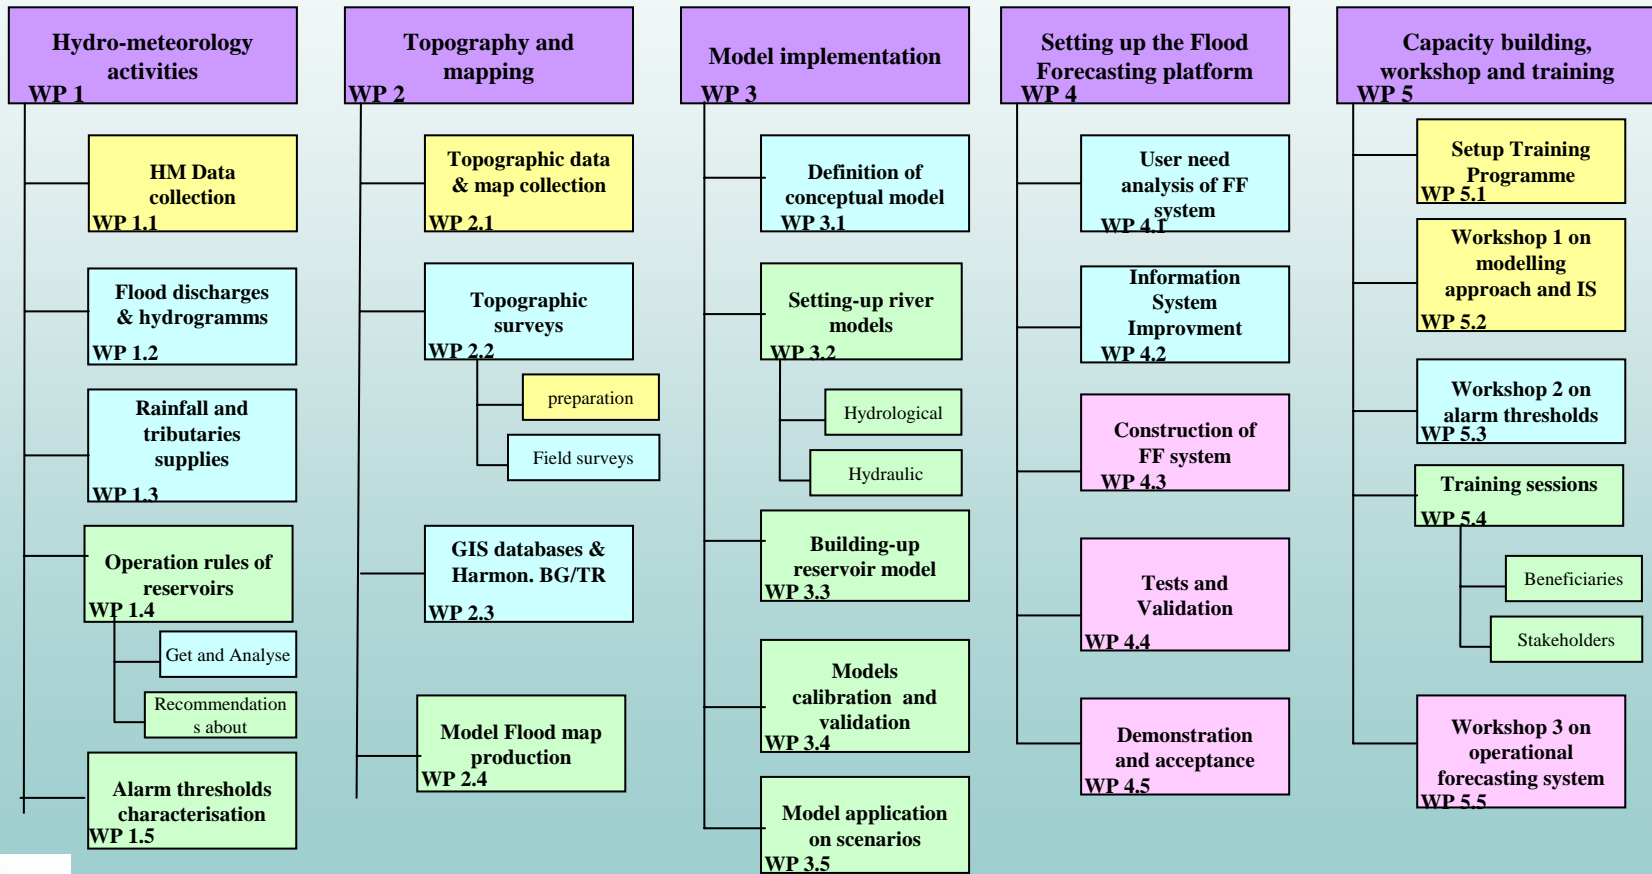 Hydro-meteorology
activities
WP 1
HM Data
collection
WP 1.1
Flood discharges
& hydrogramms
WP 1.2
Rainfall and
tributaries
supplies
WP 1.3
Operation rules of
reservoirs
WP 1.4
Get and Analyse
Recommendation
s about
Alarm thresholds
characterisation
WP 1.5
Topography and
mapping
WP 2
Topographic data
& map collection
WP 2.1
Topographic
surveys
WP 2.2
preparation
Field surveys
GIS databases &
Harmon. BG/TR
WP 2.3
Model Flood map
production
WP 2.4
Model implementation
WP 3
Definition of
conceptual model
WP 3.1
Setting-up river
models
WP 3.2
Hydrological
Hydraulic
Building-up
reservoir model
WP 3.3
Models
calibration and
validation
WP 3.4
Model application
on scenarios
WP 3.5
Setting up the Flood
Forecasting platform
WP 4
User need
analysis of FF
system
WP 4.1
Information
System
Improvment
WP 4.2
Construction of
FF system
WP 4.3
Tests and
Validation
WP 4.4
Demonstration
and acceptance
WP 4.5
Capacity building,
workshop and training
WP 5
Setup Training
Programme
WP 5.1
Workshop 1 on
modelling
approach and IS
WP 5.2
Workshop 2 on
alarm thresholds
WP 5.3
Training sessions
WP 5.4
Beneficiaries
Stakeholders
Workshop 3 on
operational
forecasting system
WP 5.5